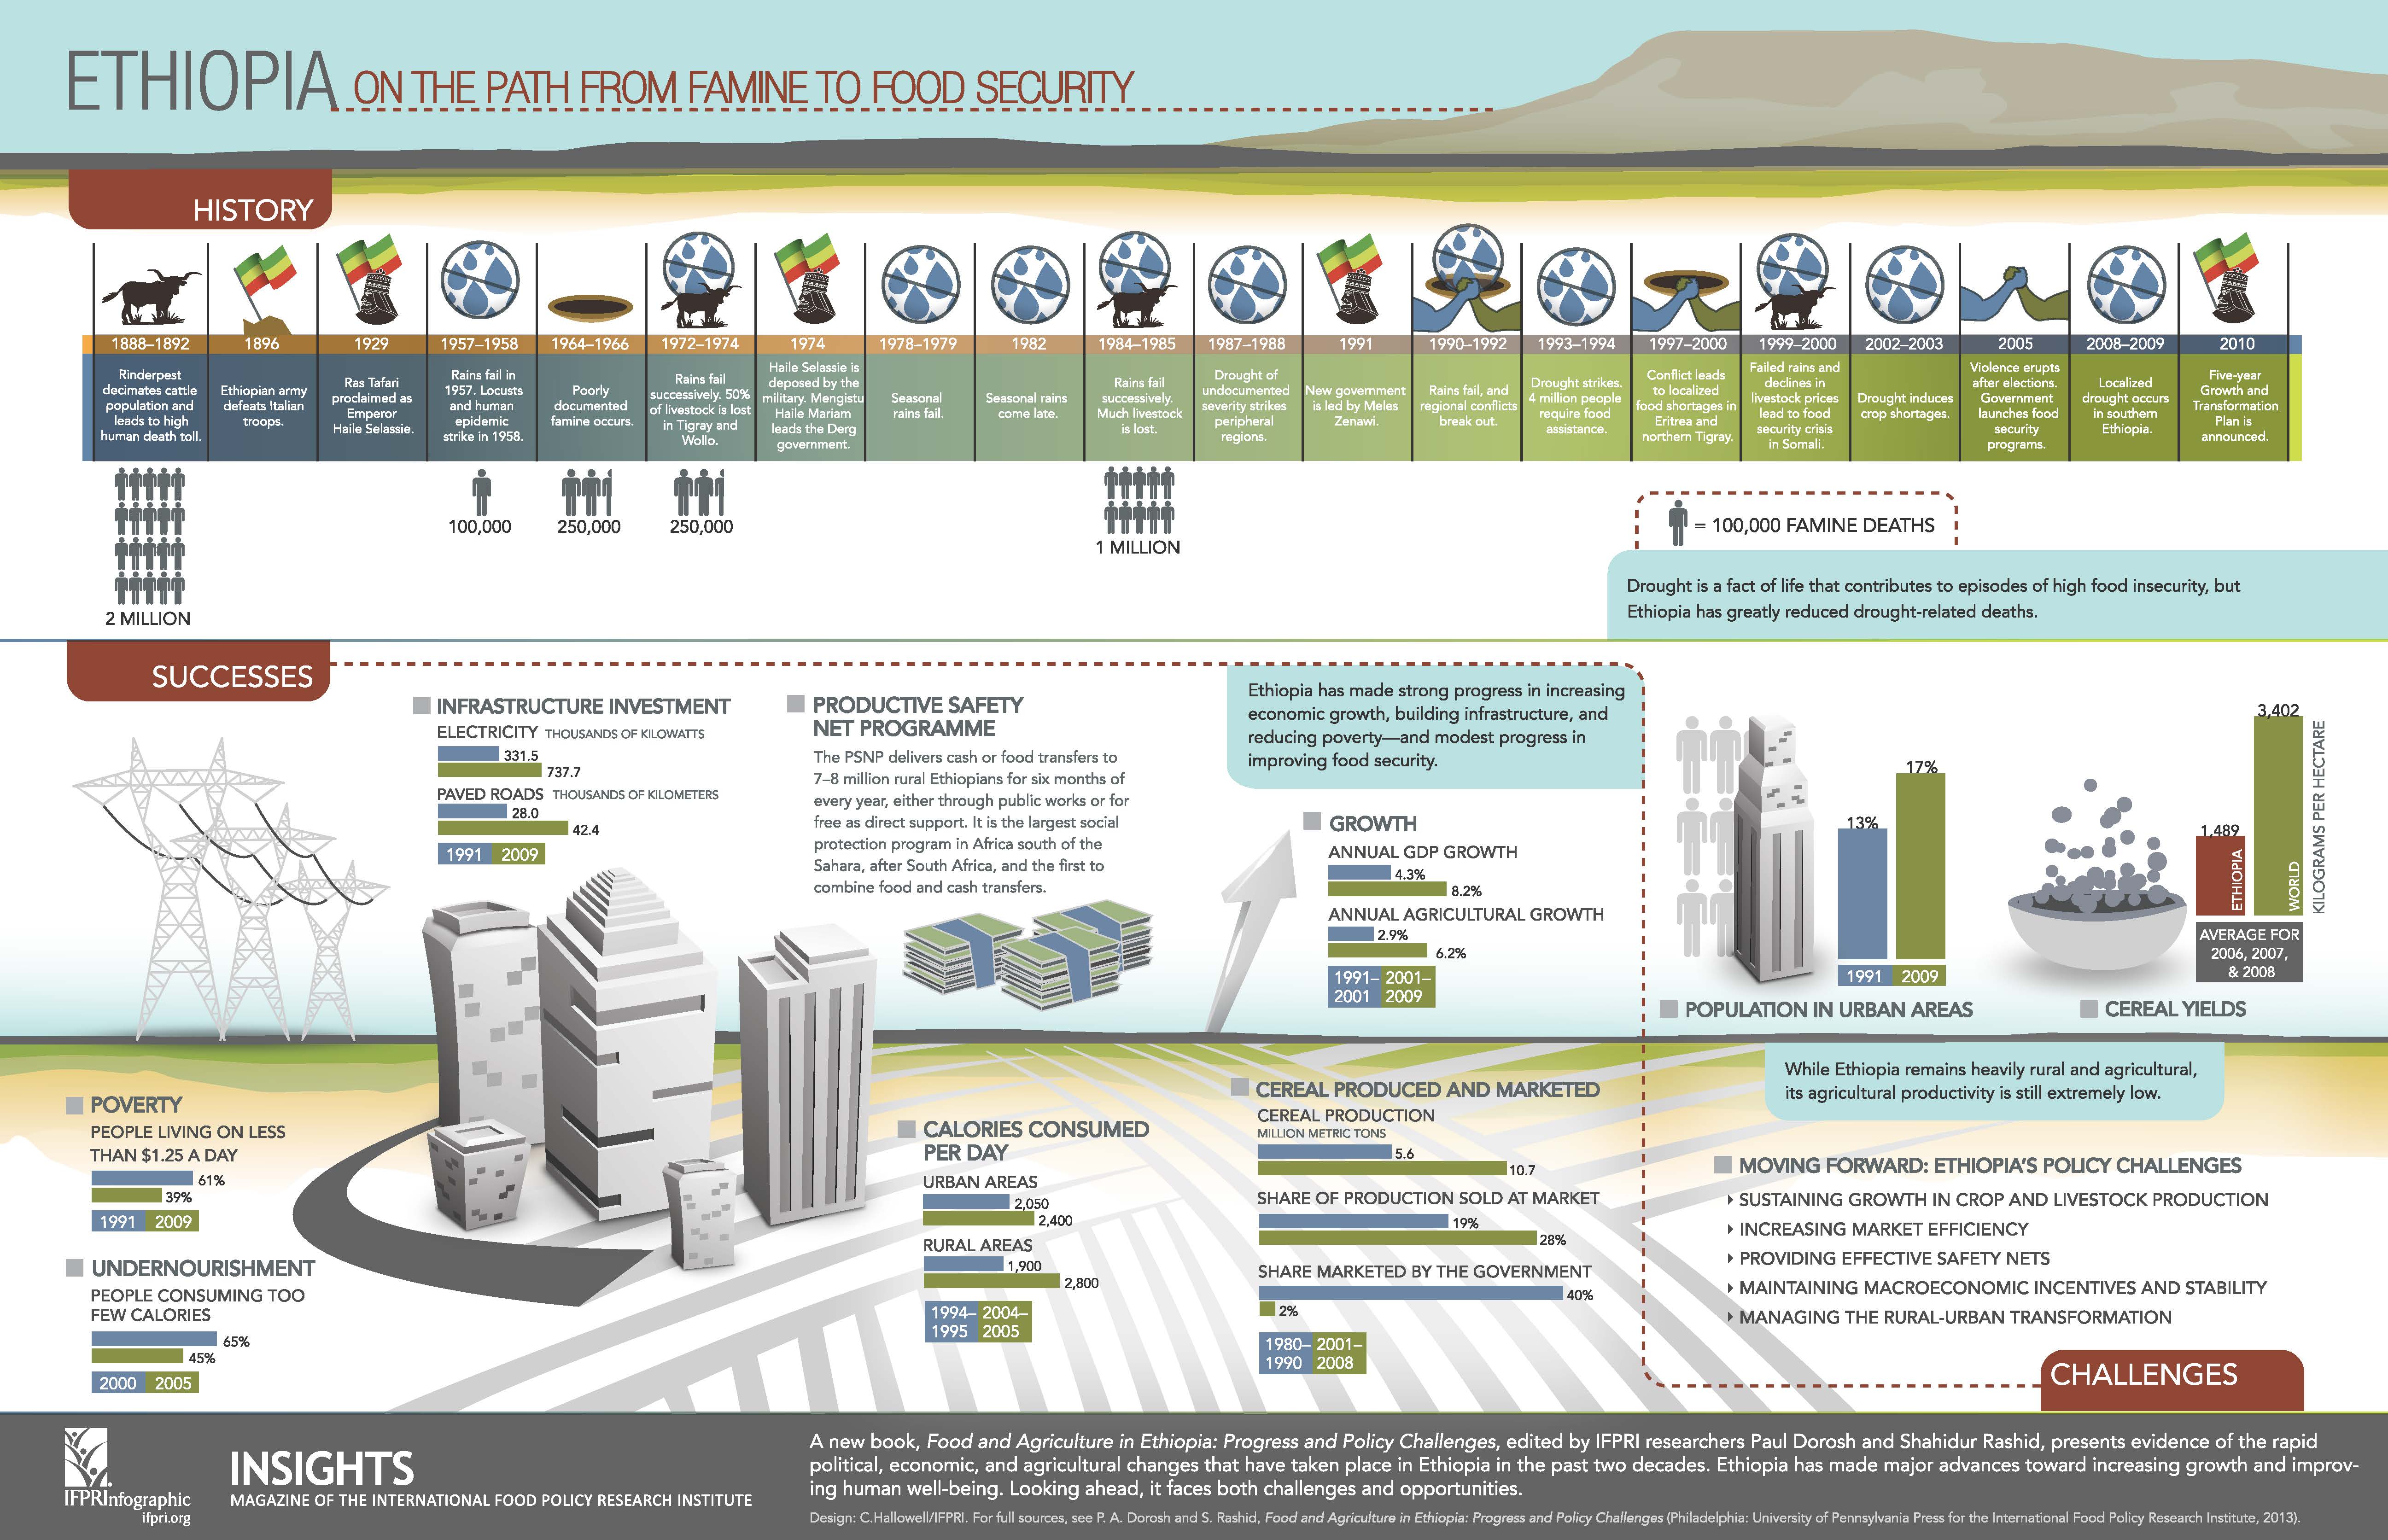 ETHIOPIA ON THE PATH FROM FAMINE TO FOOD SECURITY
HISTORY
1888–1892
Rinderpest
decimates cattle
population and
leads to high
human death toll.
2 MILLION
1896
Ethiopian army
defeats Italian
troops.
1929
Ras Tafari
proclaimed as
Emperor
Haile Selassie.
1957–1958
Rains fail in
1957. Locusts
and human
epidemic
strike in 1958.
100,000
1964–1966
Poorly
documented
famine occurs.
250,000
1972–1974
Rains fail
successively. 50%
of livestock is lost
in Tigray and
Wollo.
250,000
1974
Haile Selassie is
deposed by the
military. Mengistu
Haile Mariam
leads the Derg
government.
1978–1979
Seasonal
rains fail.
1982
Seasonal rains
come late.
1984–1985
Rains fail
successively.
Much livestock
is lost.
1 MILLION
1987–1988
Drought of
undocumented
severity strikes
peripheral
regions.
1991
New government
is led by Meles
Zenawi.
1990–1992
Rains fail, and
regional conflicts
break out.
1993–1994
Drought strikes.
4 million people
require food
assistance.
1997–2000
Conflict leads
to localized
food shortages in
Eritrea and
northern Tigray.
1999–2000
Failed rains and
declines in
livestock prices
lead to food
security crisis
in Somali.
2002–2003
Drought induces
crop shortages.
2005
Violence erupts
after elections.
Government
launches food
security
programs.
2008–2009
Localized
drought occurs
in southern
Ethiopia.
2010
Five-year
Growth and
Transformation
Plan is
announced.
= 100,000 FAMINE DEATHS
Drought is a fact of life that contributes to episodes of high food insecurity, but
Ethiopia has greatly reduced drought-related deaths.
SUCCESSES
INFRASTRUCTURE INVESTMENT
ELECTRICITY THOUSANDS OF KILOWATTS
331.5
737.7
PAVED ROADS THOUSANDS OF KILOMETERS
28.0
42.4
1991 2009
PRODUCTIVE SAFETY
NET PROGRAMME
The PSNP delivers cash or food transfers to
7–8 million rural Ethiopians for six months of
every year, either through public works or for
free as direct support. It is the largest social
protection program in Africa south of the
Sahara, after South Africa, and the first to
combine food and cash transfers.
Ethiopia has made strong progress in increasing
economic growth, building infrastructure, and
reducing poverty—and modest progress in
improving food security.
GROWTH
ANNUAL GDP GROWTH
4.3%
8.2%
ANNUAL AGRICULTURAL GROWTH
2.9%
6.2%
1991– 2001–
2001 2009
13%
17%
1991 2009
POPULATION IN URBAN AREAS
1,489
3,402
ETHIOPIA
WORLD
KILOGRAMS PER HECTARE
AVERAGE FOR
2006, 2007,
& 2008
CEREAL YIELDS
POVERTY
PEOPLE LIVING ON LESS
THAN $1.25 A DAY
61%
39%
1991 2009
UNDERNOURISHMENT
PEOPLE CONSUMING TOO
FEW CALORIES
65%
45%
2000 2005
CALORIES CONSUMED
PER DAY
URBAN AREAS
2,050
2,400
RURAL AREAS
1,900
2,800
1994– 2004–
1995 2005
CEREAL PRODUCED AND MARKETED
CEREAL PRODUCTION
MILLION METRIC TONS
5.6
10.7
SHARE OF PRODUCTION SOLD AT MARKET
19%
28%
SHARE MARKETED BY THE GOVERNMENT
40%
2%
1980– 2001–
1990 2008
While Ethiopia remains heavily rural and agricultural,
its agricultural productivity is still extremely low.
MOVING FORWARD: ETHIOPIA'S POLICY CHALLENGES
SUSTAINING GROWTH IN CROP AND LIVESTOCK PRODUCTION
INCREASING MARKET EFFICIENCY
PROVIDING EFFECTIVE SAFETY NETS
MAINTAINING MACROECONOMIC INCENTIVES AND STABILITY
MANAGING THE RURAL-URBAN TRANSFORMATION
CHALLENGES
IFPRInfographic
ifpri.org
INSIGHTS
MAGAZINE OF THE INTERNATIONAL FOOD POLICY RESEARCH INSTITUTE
A new book, Food and Agriculture in Ethiopia: Progress and Policy Challenges, edited by IFPRI researchers Paul Dorosh and Shahidur Rashid, presents evidence of the rapid
political, economic, and agricultural changes that have taken place in Ethiopia in the past two decades. Ethiopia has made major advances toward increasing growth and improv-
ing human well-being. Looking ahead, it faces both challenges and opportunities.
Design: C.Hallowell/IFPRI. For full sources, see P. A. Dorosh and S. Rashid, Food and Agriculture in Ethiopia: Progress and Policy Challenges (Philadelphia: University of Pennsylvania Press for the International Food Policy Research Institute, 2013).